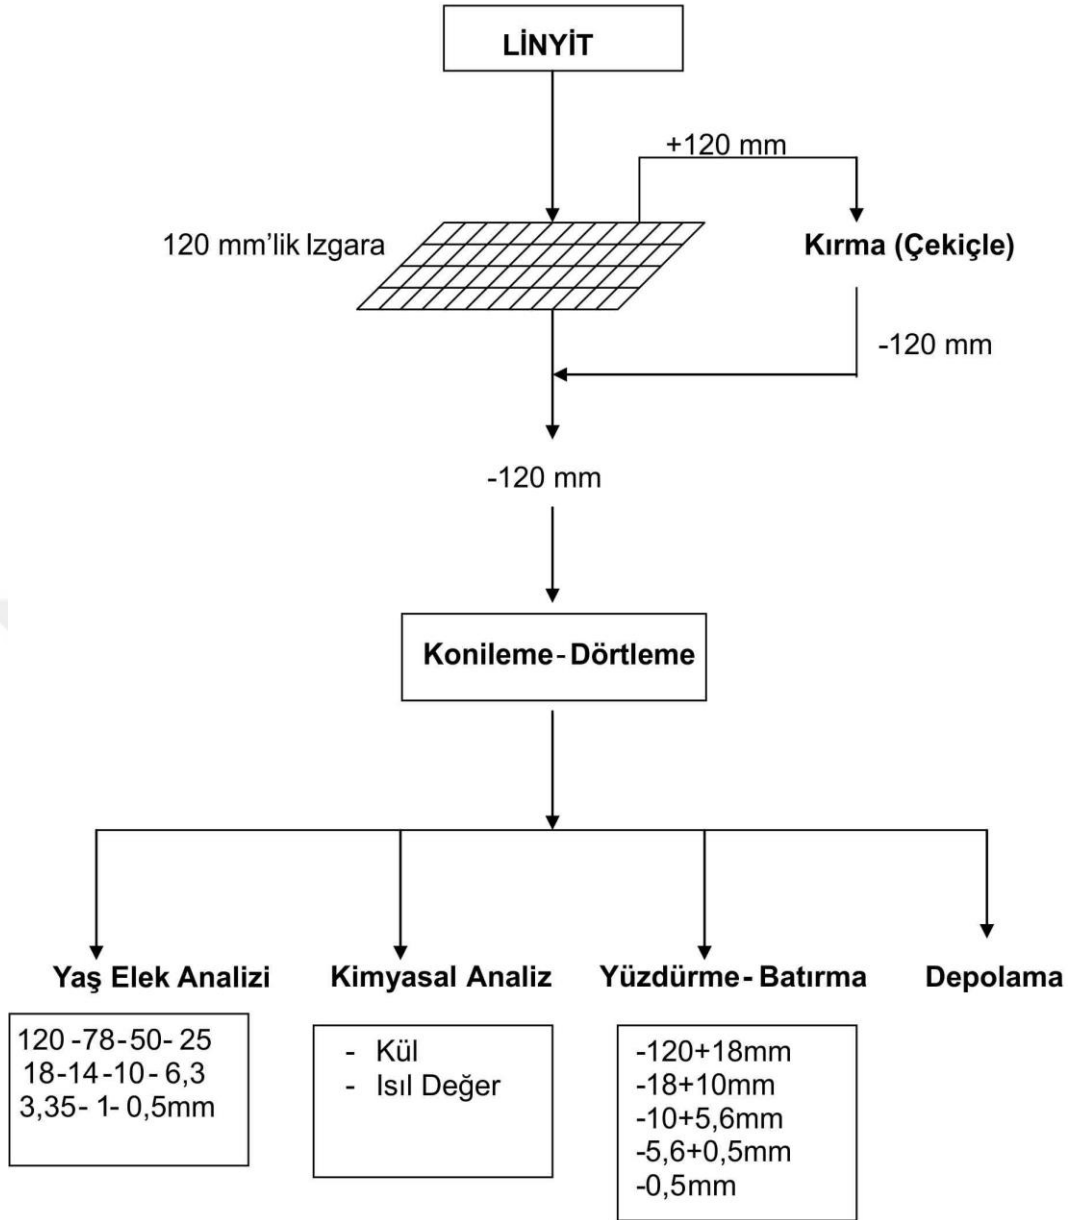 LİNYİT
+120 mm
120 mm'lik Izgara
Kırma (Çekiçle)
-120 mm
-120 mm
Konileme-Dörtleme
Yaş Elek Analizi
120 -78-50- 25
18-14-10- 6,3
3,35- 1- 0,5mm
Kimyasal Analiz
- Kül
- Isıl Değer
Yüzdürme-Batırma
-120+18mm
-18+10mm
-10+5,6mm
-5,6+0,5mm
-0,5mm
Depolama